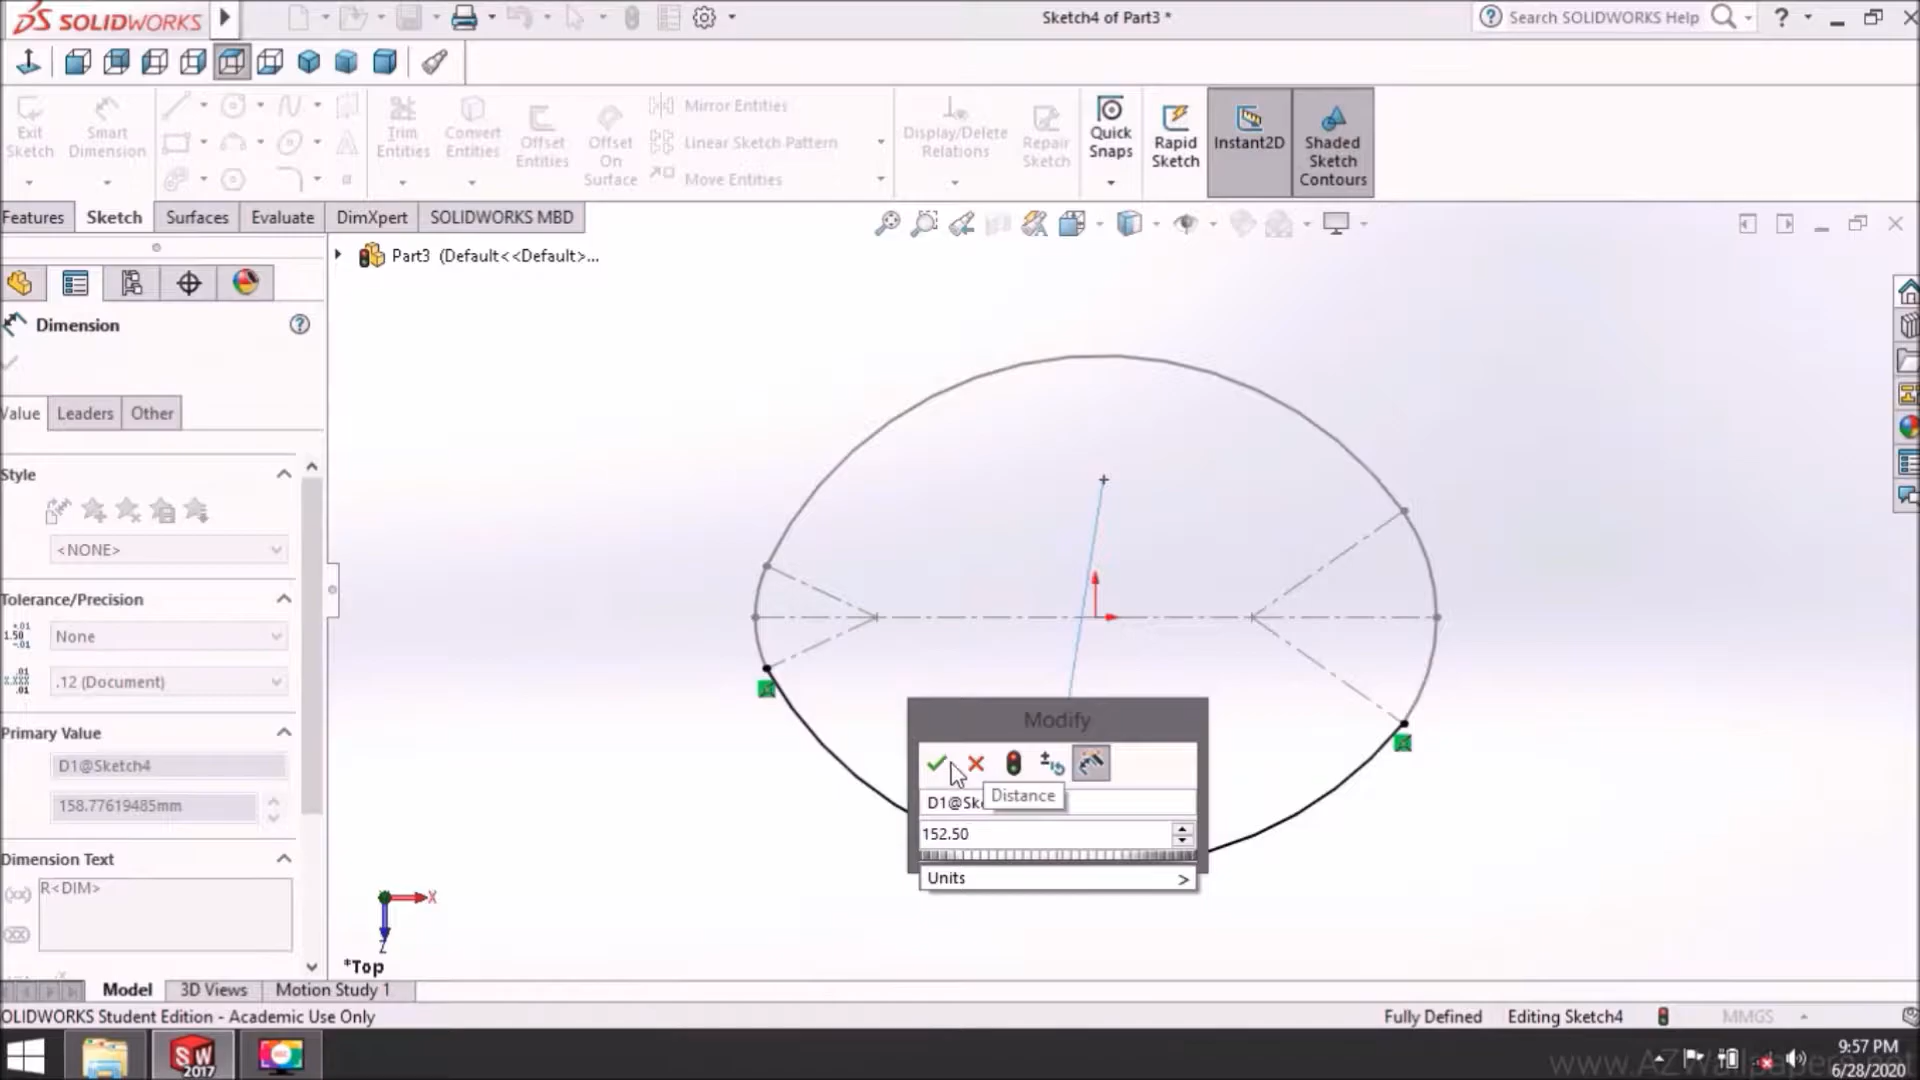 SOLIDWORKS
Sketch4 of Part3 *
Search SOLIDWORKS Help
?
Exit Sketch
Smart Dimension
Trim Entities
Convert Entities
Offset Entities
Offset On Surface
Mirror Entities
Linear Sketch Pattern
Move Entities
Display/Delete Relations
Repair Sketch
Quick Snaps
Rapid Sketch
Instant2D
Shaded Sketch Contours
Features
Sketch
Surfaces
Evaluate
DimXpert
SOLIDWORKS MBD
Part3 (Default<<Default>...
Dimension
Value
Leaders
Other
Style
<NONE>
Tolerance/Precision
None
.12 (Document)
Primary Value
D1@Sketch4
158.77619485mm
Dimension Text
R<DIM>
Modify
D1@Ske
Distance
152.50
Units >
X
Z
*Top
Model
3D Views
Motion Study 1
OLIDWORKS Student Edition - Academic Use Only
Fully Defined
Editing Sketch4
MMGS
SW
2017
9:57 PM
6/28/2020